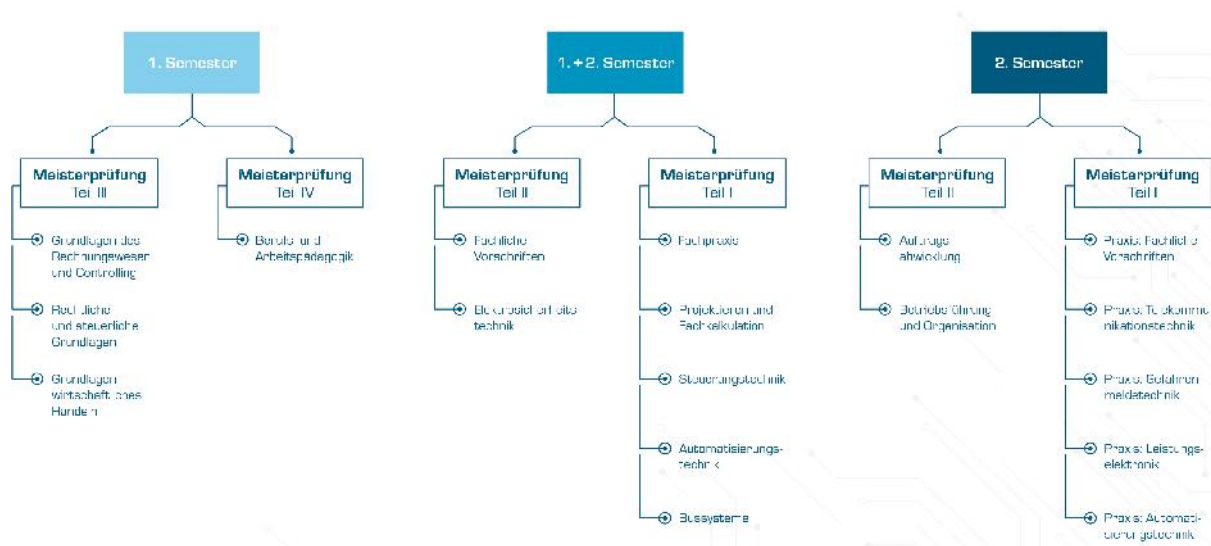 1. Semester
Meisterprüfung
Teil III
Grundlagen des
Rechnungswesen
und Controlling
Rechtliche
und steuerliche
Grundlagen
Grundlagen
wirtschaftliches
Handeln
Meisterprüfung
Teil IV
Berufs- und
Arbeitspädagogik
1. + 2. Semester
Meisterprüfung
Teil II
Fachliche
Vorschriften
Elektrosicherheits
technik
Meisterprüfung
Teil I
Fachpraxis
Projektieren und
Fachkalkulation
Steuerungstechnik
Automatisierungs-
technik
Bussysteme
2. Semester
Meisterprüfung
Teil II
Auftrags
abwicklung
Betriebsführung
und Organisation
Meisterprüfung
Teil I
Praxis: Fachliche
Vorschriften
Praxis: Telekommu
nikationstechnik
Praxis: Gefahren
meldetechnik
Praxis: Leistungs-
elektronik
Praxis: Automati-
sierungstechnik